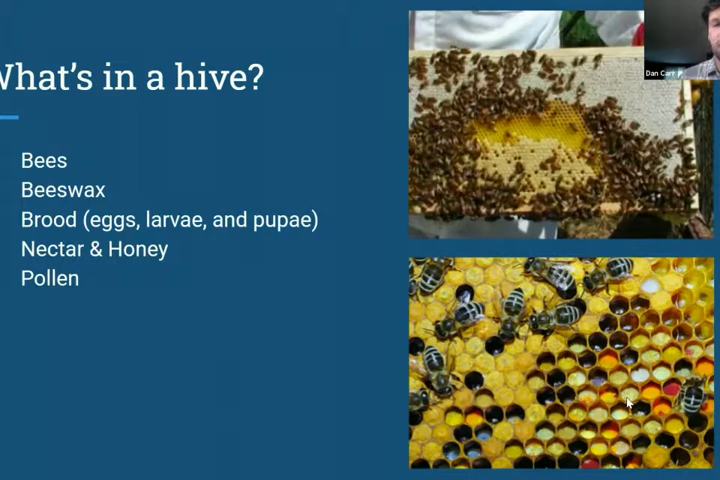 What's in a hive?
Bees
Beeswax
Brood (eggs, larvae, and pupae)
Nectar & Honey
Pollen
Dan Carr